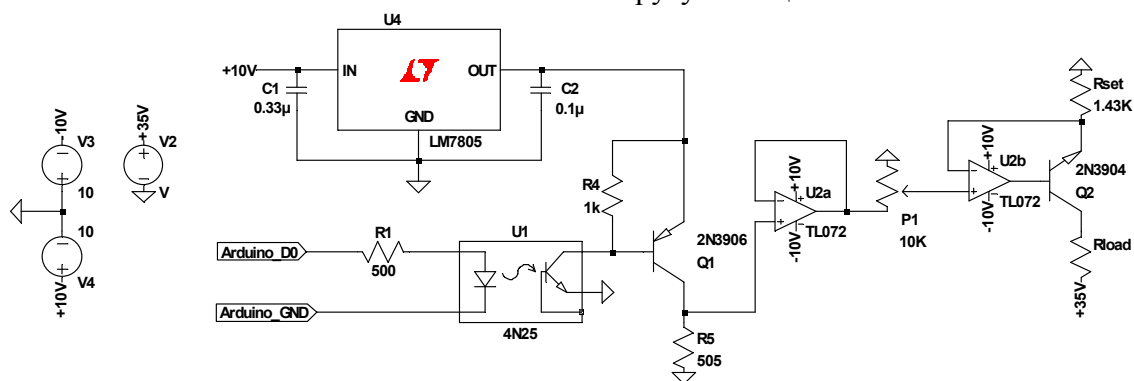 U4
+10V
IN
OUT
GND
LM7805
C1
0.33µ
C2
0.1µ
-10V
V3
10
+35V
V2
V
10
V4
+10V
R4
1k
Arduino_D0
R1
500
U1
Arduino_GND
4N25
2N3906
Q1
R5
505
+10V
U2a
-10V
TL072
P1
10K
+10V
U2b
-10V
TL072
Rset
1.43K
2N3904
Q2
Rload
+35V